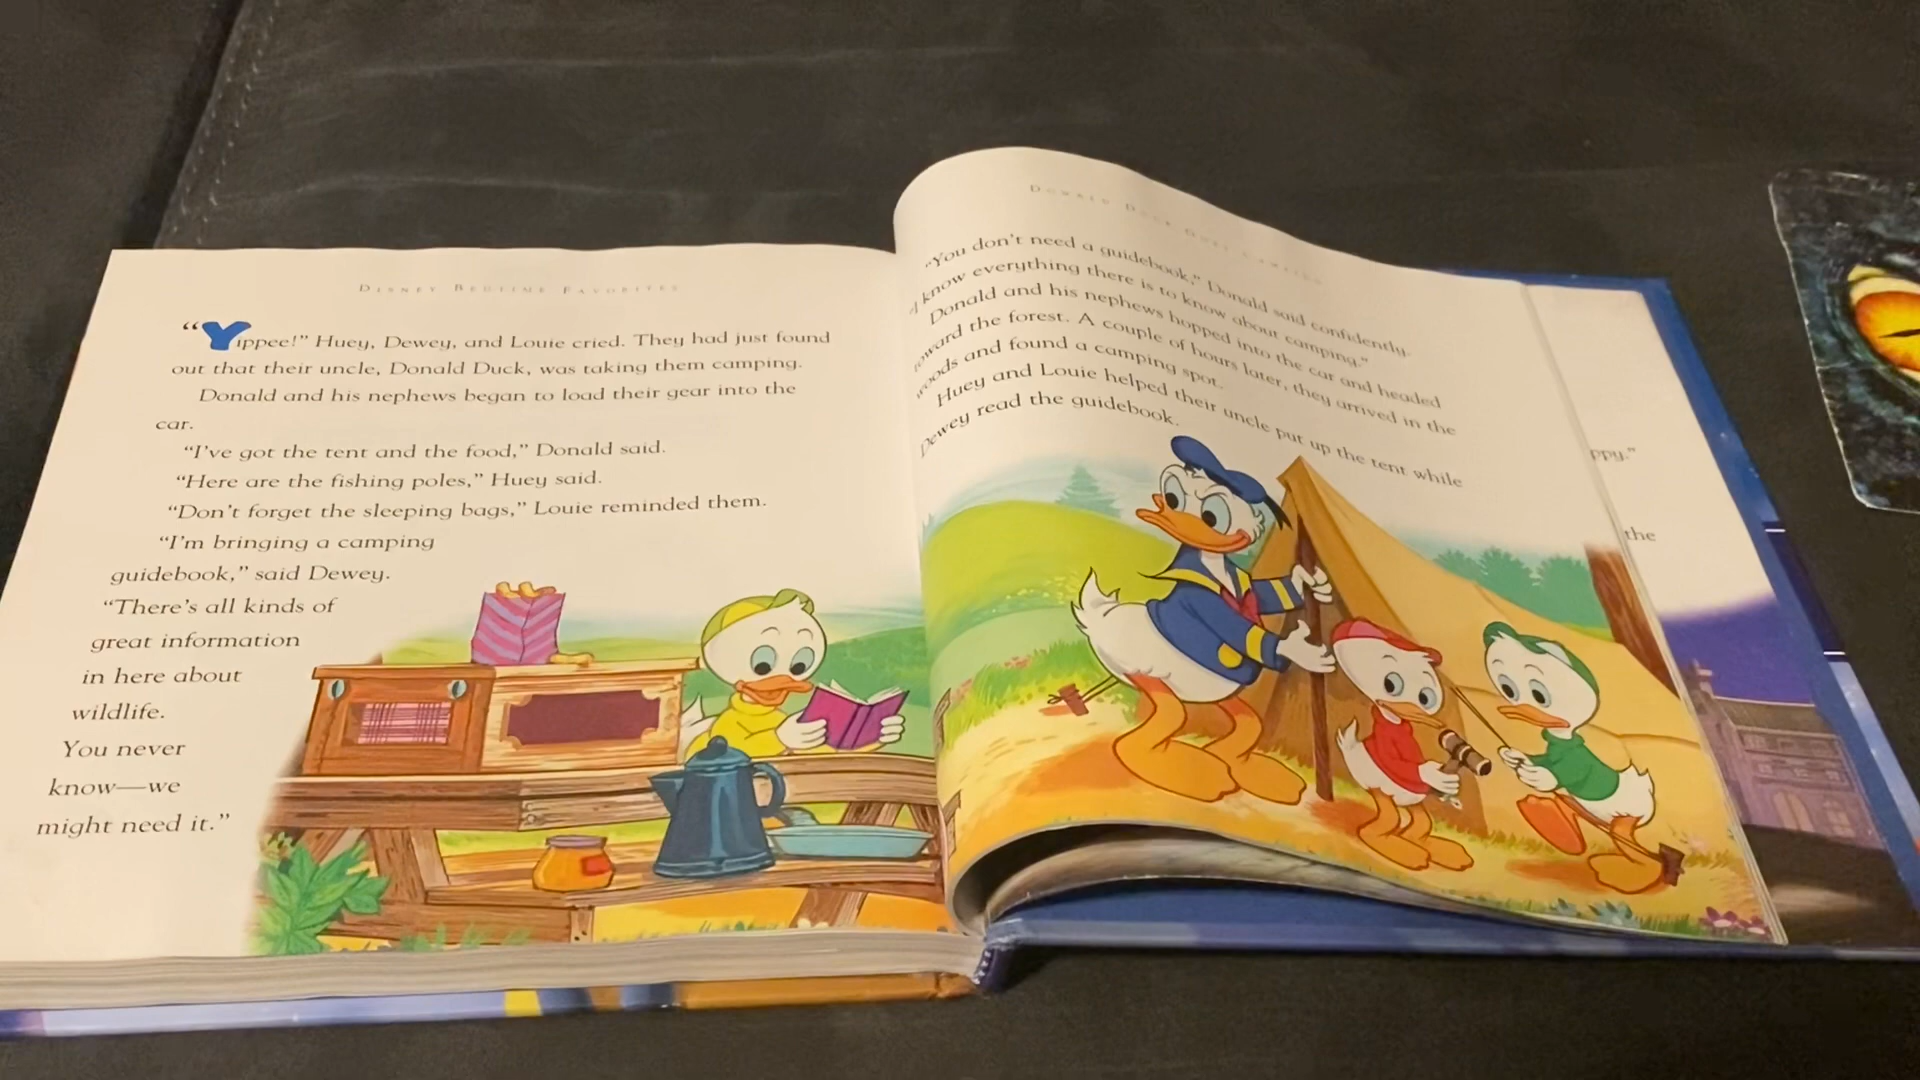 DISNEY BEDTIME FAVORITES
“Yippee!” Huey, Dewey, and Louie cried. They had just found
out that their uncle, Donald Duck, was taking them camping.
Donald and his nephews began to load their gear into the
car.
“I’ve got the tent and the food,” Donald said.
“Here are the fishing poles,” Huey said.
“Don’t forget the sleeping bags,” Louie reminded them.
“I’m bringing a camping
guidebook,” said Dewey.
“There’s all kinds of
great information
in here about
wildlife.
You never
know—we
might need it.”
DONALD DUCK GOES CAMPING
“You don’t need a guidebook,” Donald said confidently.
“I know everything there is to know about camping.”
Donald and his nephews hopped into the car and headed
toward the forest. A couple of hours later, they arrived in the
woods and found a camping spot.
Huey and Louie helped their uncle put up the tent while
Dewey read the guidebook.
ppy.”
the